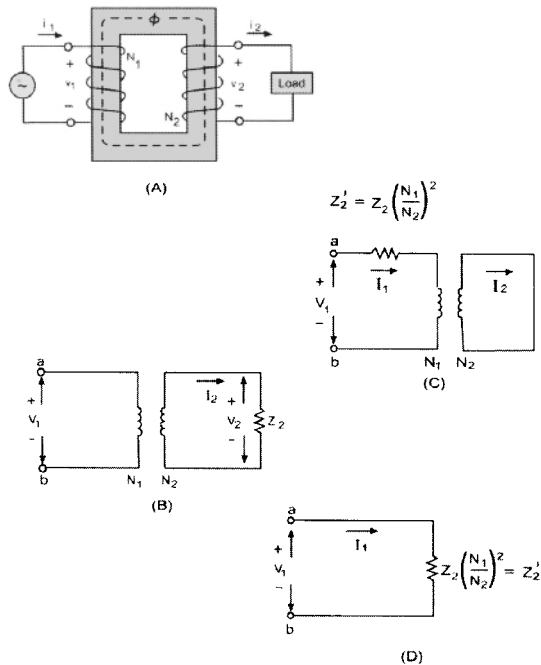 i₁ ϕ i₂
+ N₁ +
~ v₁ v₂ Load
− N₂ −
(A)
Z₂' = Z₂ (N₁/N₂)²
a
+ I₁ I₂
V₁
−
b N₁ N₂
(C)
a
+ I₂ +
V₁ V₂ Z₂
− −
b N₁ N₂
(B)
a
+ I₁
V₁ Z₂ (N₁/N₂)² = Z₂'
−
b
(D)